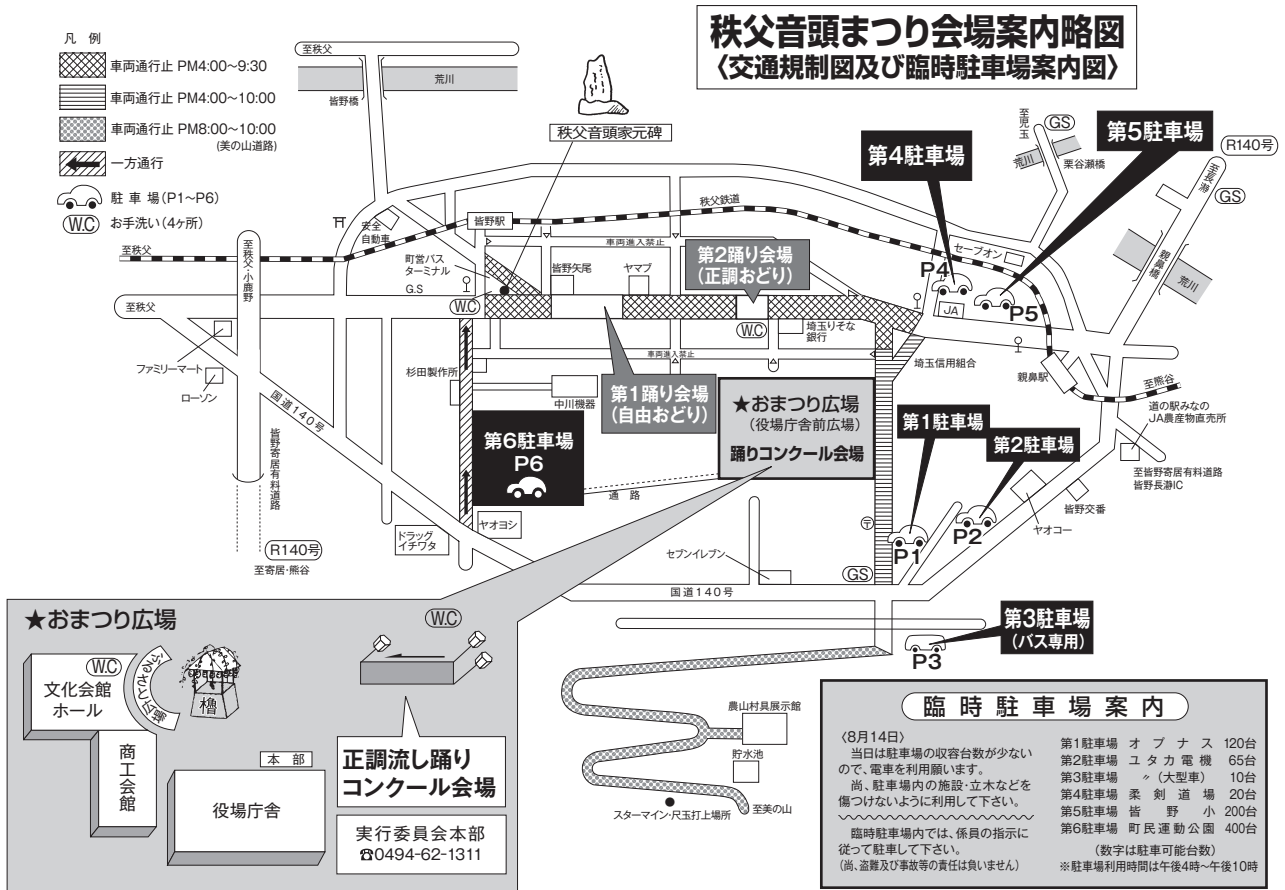 秩父音頭まつり会場案内略図
〈交通規制図及び臨時駐車場案内図〉
凡 例
車両通行止 PM4:00〜9:30
車両通行止 PM4:00〜10:00
車両通行止 PM8:00〜10:00
(美の山道路)
一方通行
駐 車 場(P1〜P6)
W.C お手洗い(4ヶ所)
至秩父
荒川
皆野橋
秩父音頭家元碑
至児玉
GS
荒川
栗谷瀬橋
第5駐車場
第4駐車場
R140号
至長瀞
GS
親鼻橋
荒川
秩父鉄道
皆野駅
安全
自動車
至秩父
至秩父・小鹿野
町営バス
ターミナル
G.S
車両進入禁止
皆野矢尾
ヤマブ
第2踊り会場
(正調おどり)
セーブオン
P4
P5
JA
至秩父
W.C
W.C
埼玉りそな
銀行
埼玉信用組合
車両進入禁止
ファミリーマート
ローソン
杉田製作所
中川機器
第1踊り会場
(自由おどり)
親鼻駅
至熊谷
道の駅みなの
JA農産物直売所
★おまつり広場
(役場庁舎前広場)
踊りコンクール会場
第1駐車場
第2駐車場
国道140号
皆野寄居有料道路
第6駐車場
P6
通 路
至皆野寄居有料道路
皆野長瀞IC
皆野交番
ヤオコー
P1
P2
〒
ドラッグ
イチワタ
ヤオヨシ
R140号
至寄居・熊谷
セブンイレブン
GS
国道140号
第3駐車場
(バス専用)
P3
★おまつり広場
W.C
W.C
文化会館
ホール
櫓
商工会館
本 部
役場庁舎
正調流し踊り
コンクール会場
実行委員会本部
☎0494-62-1311
農山村具展示館
貯水池
スターマイン・尺玉打上場所
至美の山
臨 時 駐 車 場 案 内
〈8月14日〉
当日は駐車場の収容台数が少ない
ので、電車を利用願います。
尚、駐車場内の施設・立木などを
傷つけないように利用して下さい。
臨時駐車場内では、係員の指示に
従って駐車して下さい。
(尚、盗難及び事故等の責任は負いません)
第1駐車場 オプナス 120台
第2駐車場 ユタカ電機 65台
第3駐車場 〃(大型車) 10台
第4駐車場 柔剣道場 20台
第5駐車場 皆野小 200台
第6駐車場 町民運動公園 400台
(数字は駐車可能台数)
※駐車場利用時間は午後4時〜午後10時